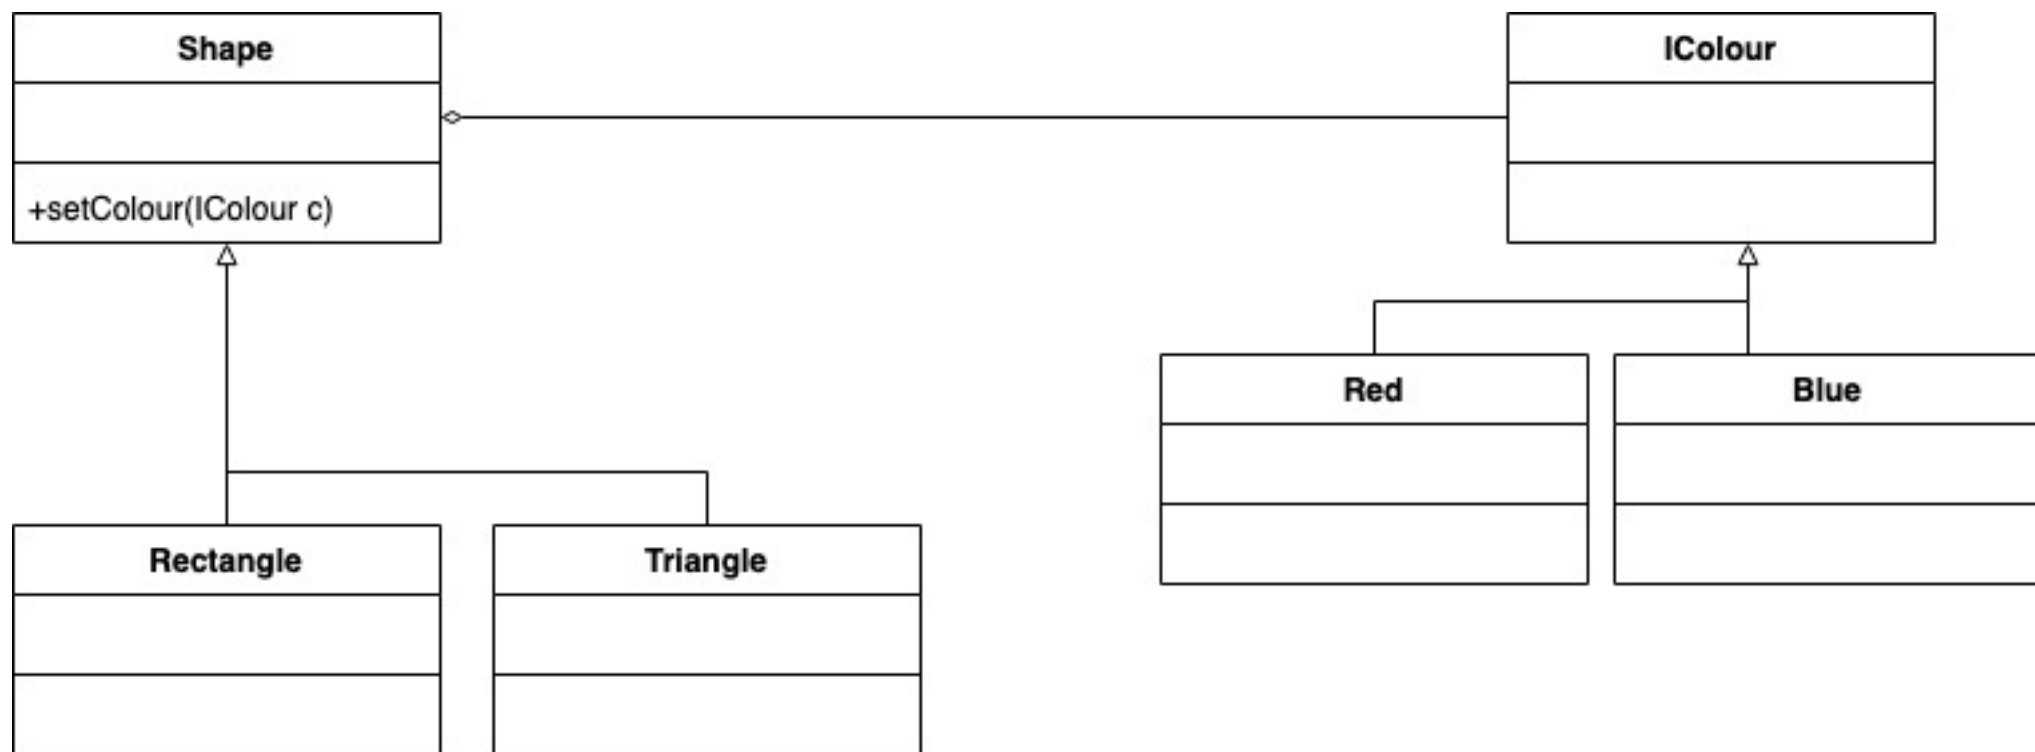 Shape
IColour
+setColour(IColour c)
Red
Blue
Rectangle
Triangle